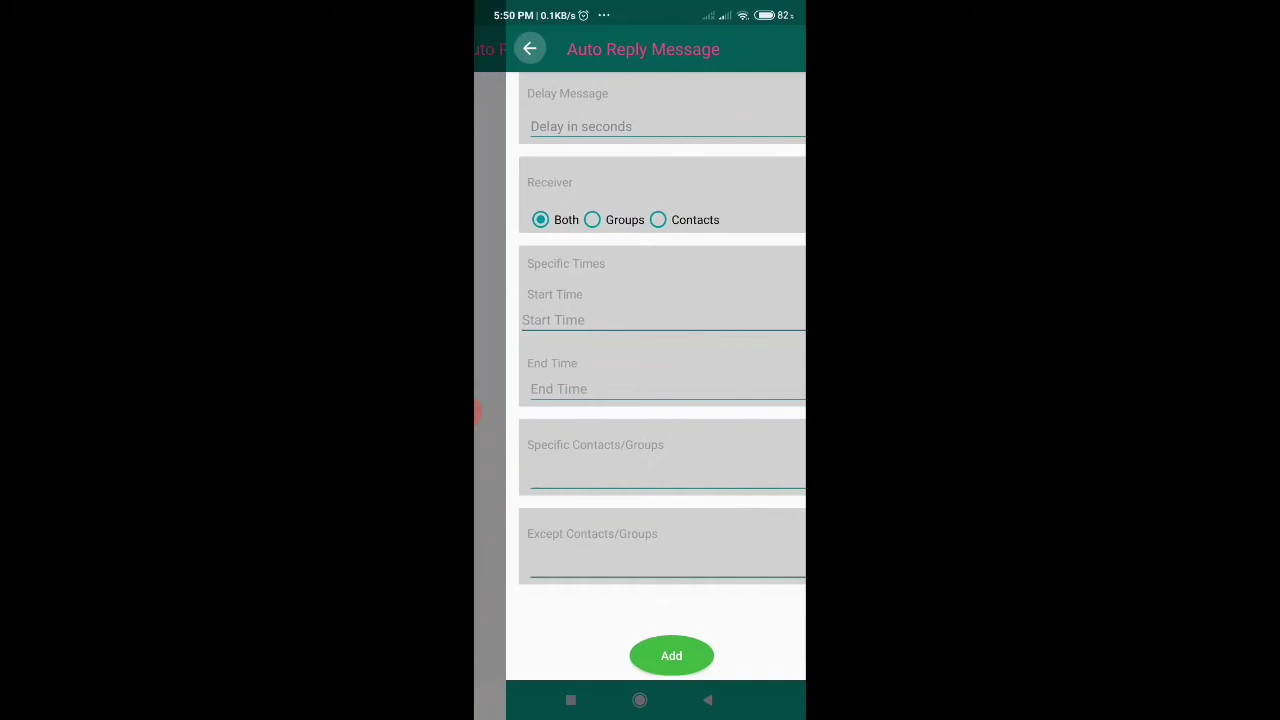 5:50 PM | 0.1KB/s ... 82%
uto R
Auto Reply Message
Delay Message
Delay in seconds
Receiver
Both Groups Contacts
Specific Times
Start Time
Start Time
End Time
End Time
Specific Contacts/Groups
Except Contacts/Groups
Add